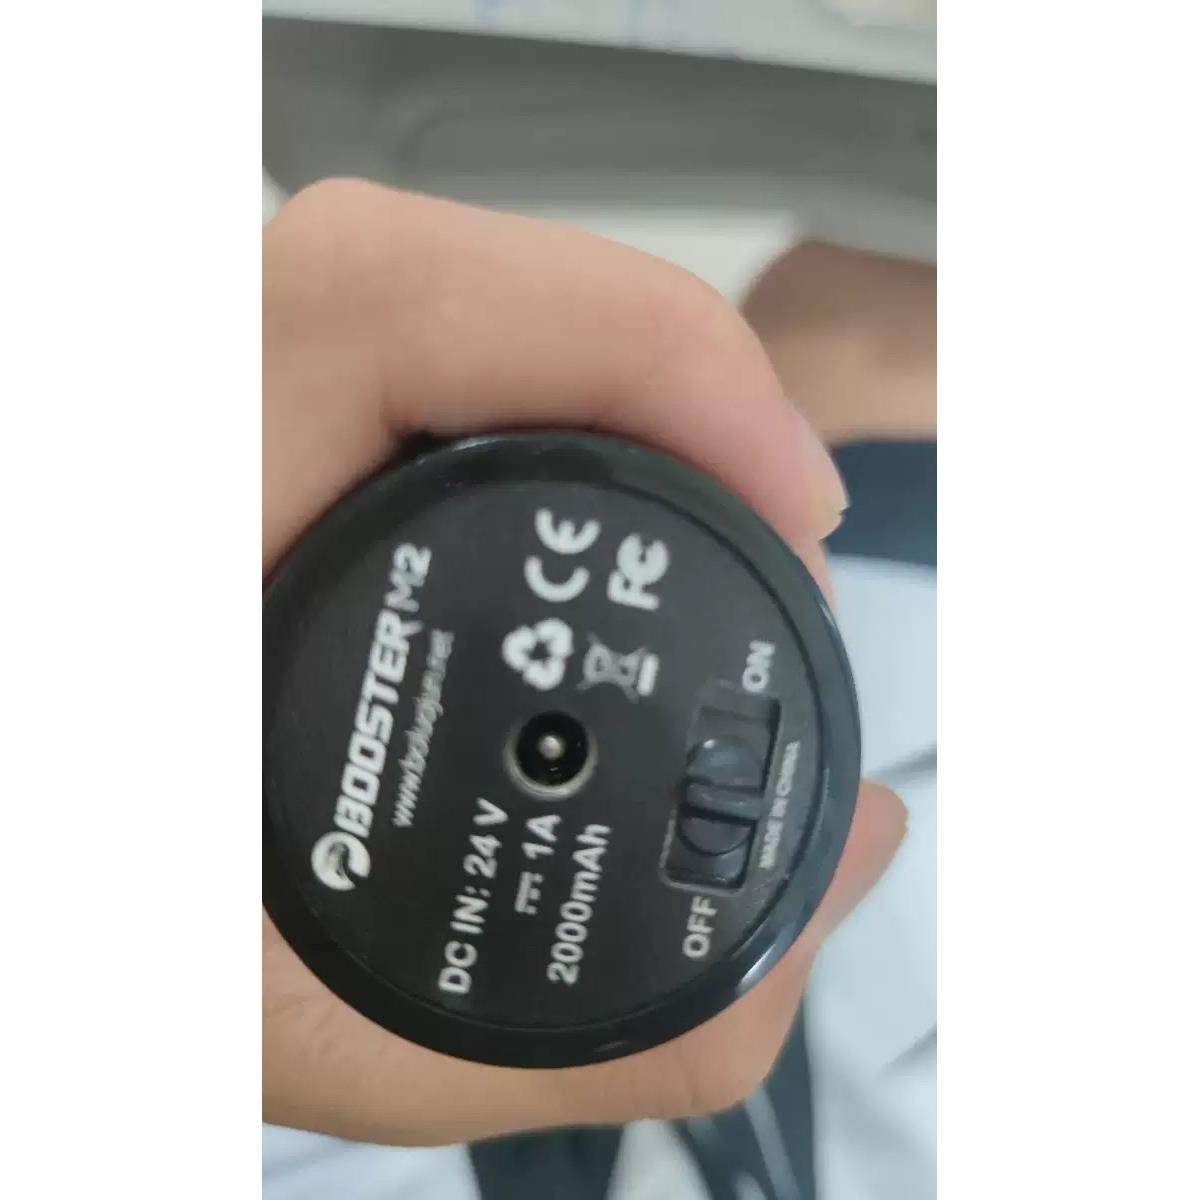 BOOSTER M2
DC IN: 24 V
1A
2000mAh
CE
FC
OFF
ON
MADE IN CHINA